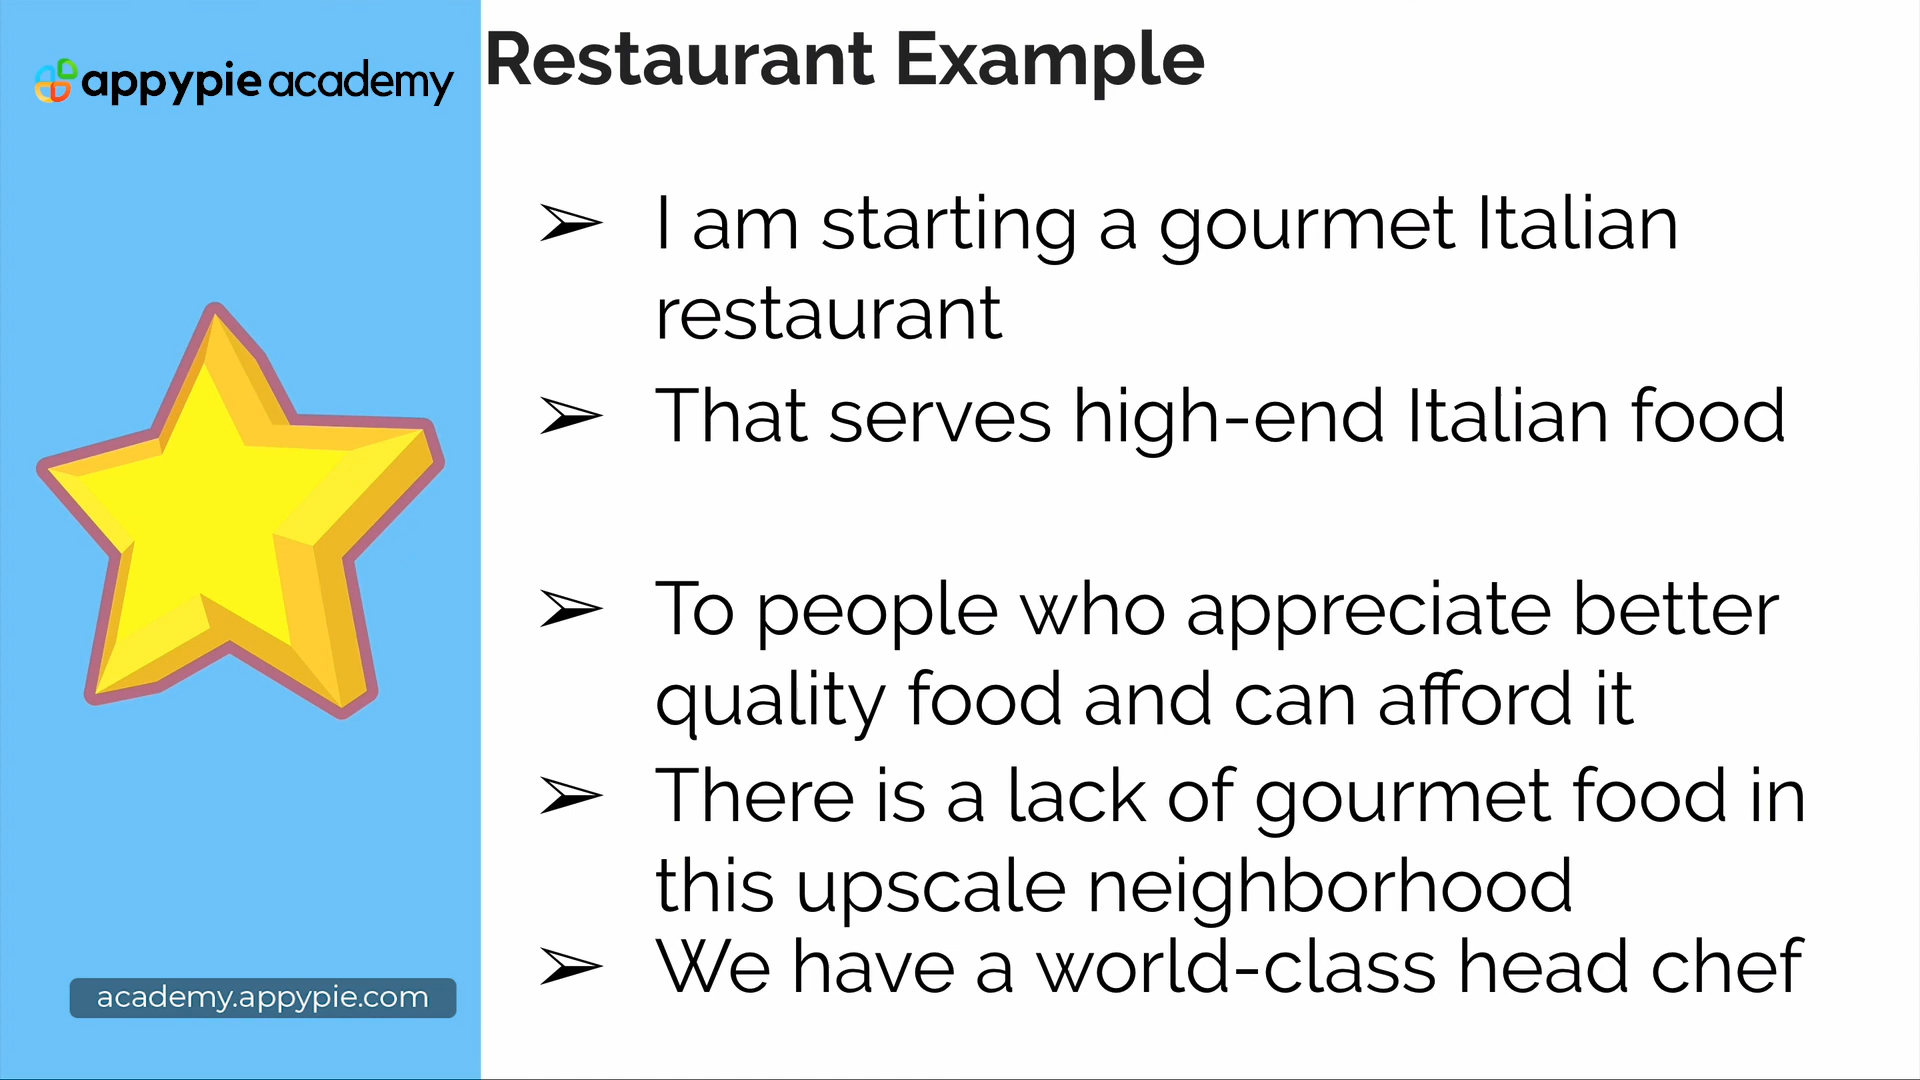 appypie academy
Restaurant Example
➢ I am starting a gourmet Italian
restaurant
➢ That serves high-end Italian food
➢ To people who appreciate better
quality food and can afford it
➢ There is a lack of gourmet food in
this upscale neighborhood
➢ We have a world-class head chef
academy.appypie.com